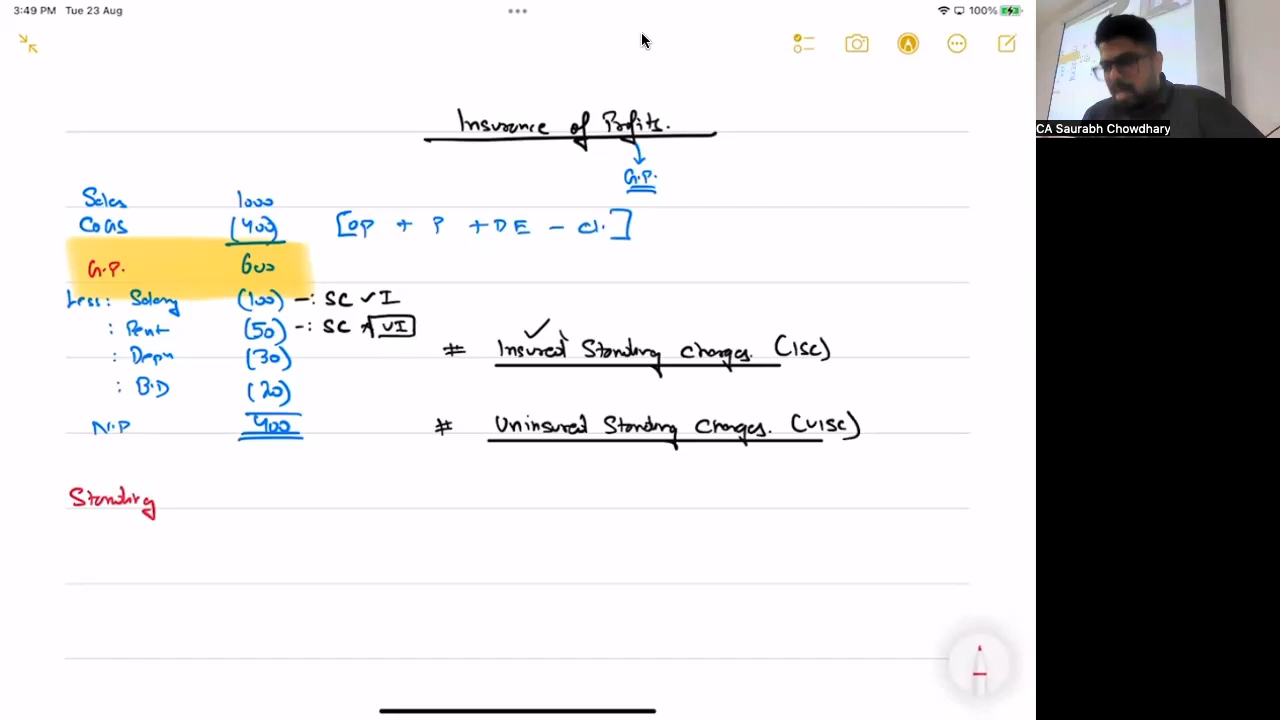 3:49 PM Tue 23 Aug
100%
CA Saurabh Chowdhary
Insurance of Profits.
G.P.
Sales 1000
COGS (400) [OP + P + DE - Cl.]
G.P. 600
Less: Salary (100) -: SC ✓ I
: Rent (50) -: SC UI
: Depn (30)
# Insured Standing Charges. (ISC)
: B.D (20)
N.P 400
# Uninsured Standing Charges. (UISC)
Standing